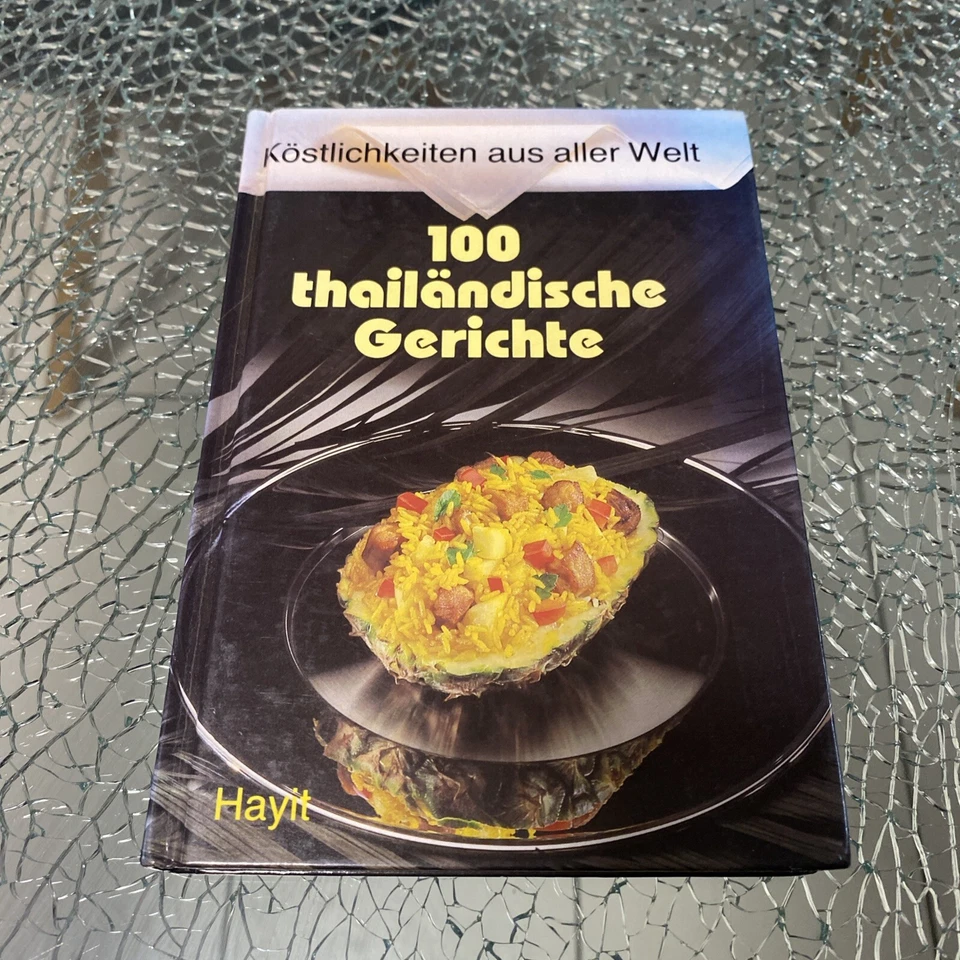 Köstlichkeiten aus aller Welt
100
thailändische
Gerichte
Hayit